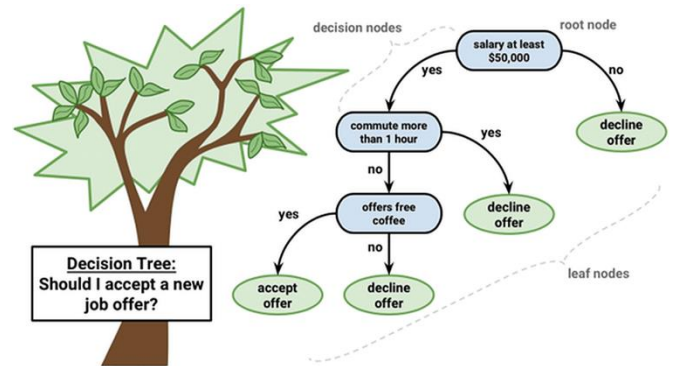 decision nodes
root node
salary at least
$50,000
yes
no
commute more
than 1 hour
yes
decline
offer
no
offers free
coffee
decline
offer
yes
no
Decision Tree:
Should I accept a new
job offer?
accept
offer
decline
offer
leaf nodes